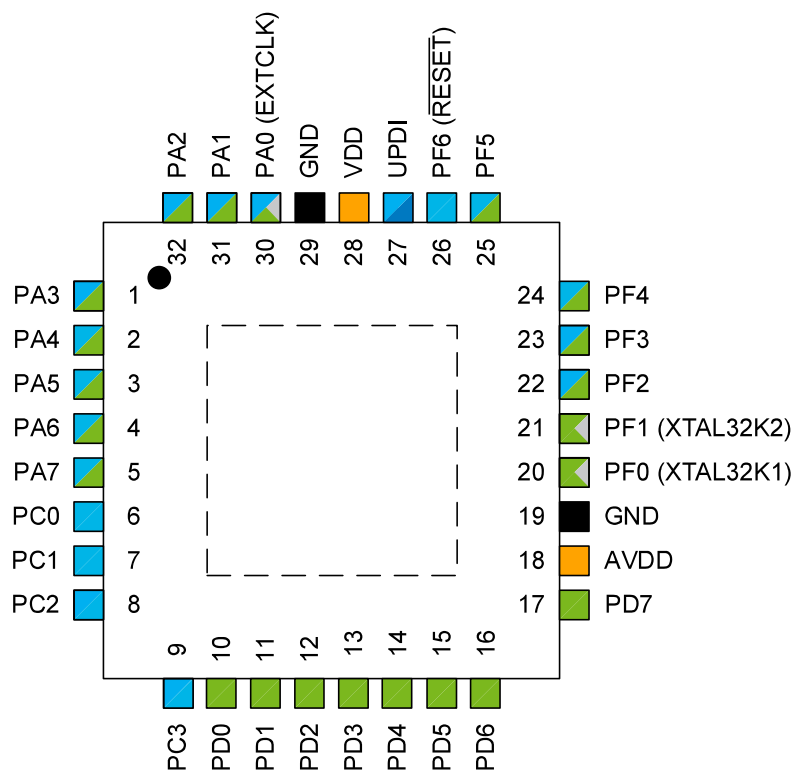 PA2
PA1
PA0 (EXTCLK)
GND
VDD
UPDI
PF6 (RESET)
PF5
32
31
30
29
28
27
26
25
PA3 1
PA4 2
PA5 3
PA6 4
PA7 5
PC0 6
PC1 7
PC2 8
24 PF4
23 PF3
22 PF2
21 PF1 (XTAL32K2)
20 PF0 (XTAL32K1)
19 GND
18 AVDD
17 PD7
9
10
11
12
13
14
15
16
PC3
PD0
PD1
PD2
PD3
PD4
PD5
PD6